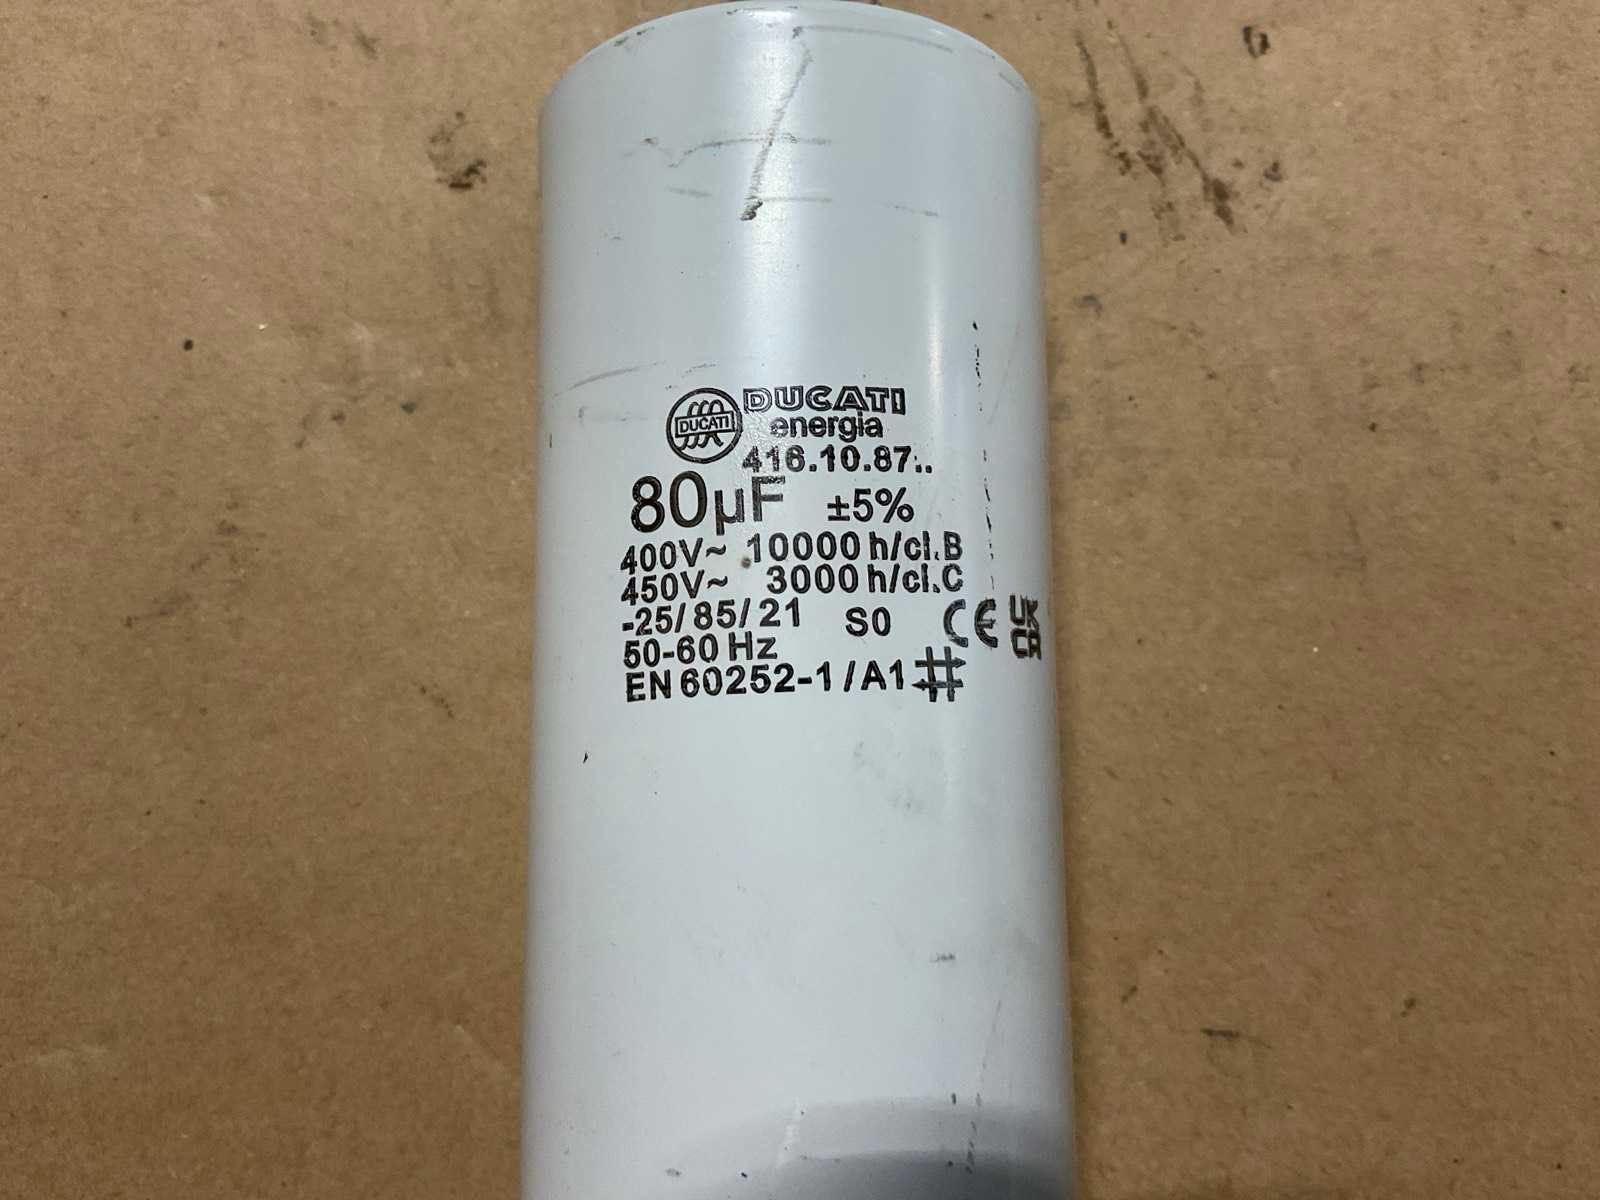 DUCATI
DUCATI
energia
416.10.87..
80µF ±5%
400V~ 10000 h/cl.B
450V~ 3000 h/cl.C
-25/85/21 S0 CE UK CA
50-60 Hz
EN 60252-1/A1